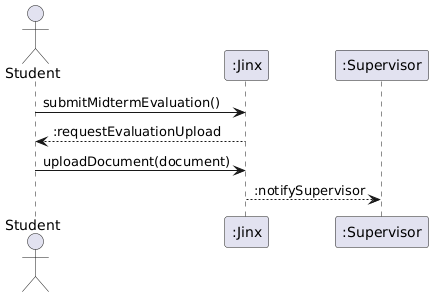 :Jinx
:Supervisor
Student
submitMidtermEvaluation()
:requestEvaluationUpload
uploadDocument(document)
:notifySupervisor
Student
:Jinx
:Supervisor